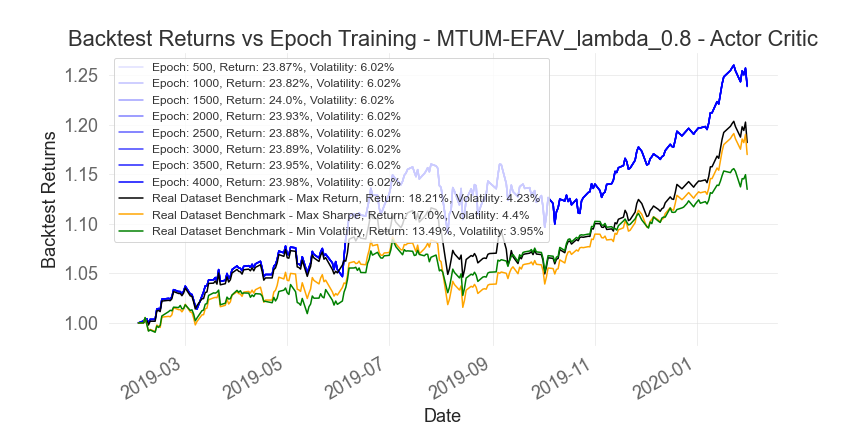 Backtest Returns vs Epoch Training - MTUM-EFAV_lambda_0.8 - Actor Critic
Epoch: 500, Return: 23.87%, Volatility: 6.02%
Epoch: 1000, Return: 23.82%, Volatility: 6.02%
Epoch: 1500, Return: 24.0%, Volatility: 6.02%
Epoch: 2000, Return: 23.93%, Volatility: 6.02%
Epoch: 2500, Return: 23.88%, Volatility: 6.02%
Epoch: 3000, Return: 23.89%, Volatility: 6.02%
Epoch: 3500, Return: 23.95%, Volatility: 6.02%
Epoch: 4000, Return: 23.98%, Volatility: 6.02%
Real Dataset Benchmark - Max Return, Return: 18.21%, Volatility: 4.23%
Real Dataset Benchmark - Max Sharpe, Return: 17.0%, Volatility: 4.4%
Real Dataset Benchmark - Min Volatility, Return: 13.49%, Volatility: 3.95%
Backtest Returns
1.25
1.20
1.15
1.10
1.05
1.00
2019-03
2019-05
2019-07
2019-09
2019-11
2020-01
Date